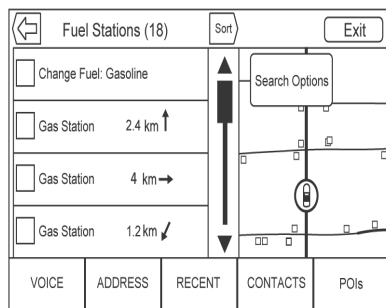 Fuel Stations (18)
Sort
Exit
Change Fuel: Gasoline
Search Options
Gas Station 2.4 km
Gas Station 4 km
Gas Station 1.2 km
VOICE
ADDRESS
RECENT
CONTACTS
POIs